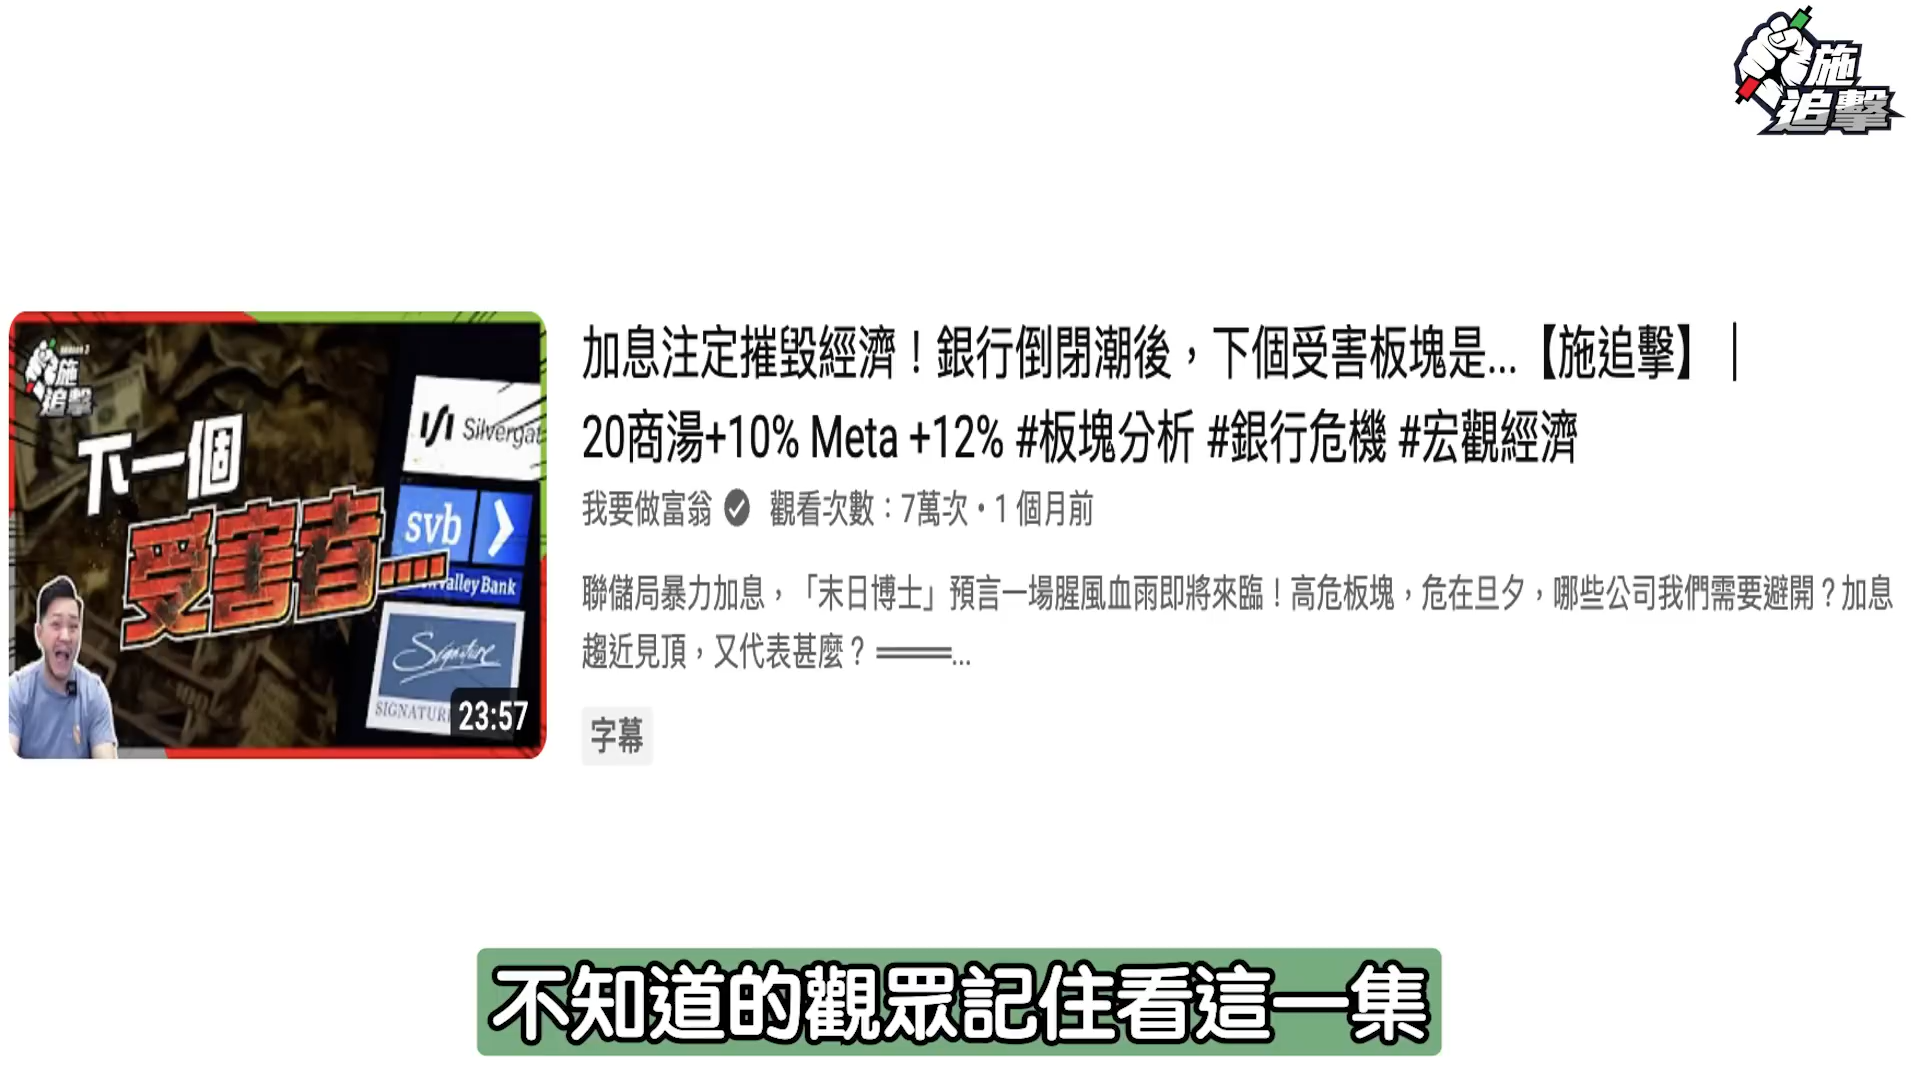 施
追擊
施
追擊
下一個
受害者....
Silvergat
svb
Valley Bank
Signature
SIGNATUR
23:57
加息注定摧毀經濟！銀行倒閉潮後，下個受害板塊是...【施追擊】｜
20商湯+10% Meta +12% #板塊分析 #銀行危機 #宏觀經濟
我要做富翁 觀看次數：7萬次 • 1 個月前
聯儲局暴力加息，「末日博士」預言一場腥風血雨即將來臨！高危板塊，危在旦夕，哪些公司我們需要避開？加息
趨近見頂，又代表甚麼？ ═════...
字幕
不知道的觀眾記住看這一集